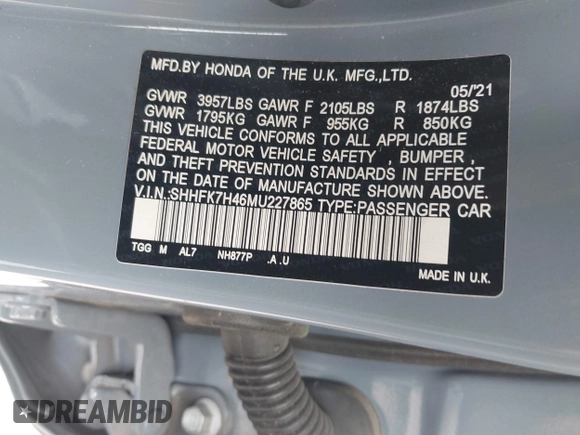 MFD.BY HONDA OF THE U.K. MFG.,LTD.
05/'21
GVWR 3957LBS GAWR F 2105LBS R 1874LBS
GVWR 1795KG GAWR F 955KG R 850KG
THIS VEHICLE CONFORMS TO ALL APPLICABLE
FEDERAL MOTOR VEHICLE SAFETY , BUMPER ,
AND THEFT PREVENTION STANDARDS IN EFFECT
ON THE DATE OF MANUFACTURE SHOWN ABOVE.
V.I.N.:SHHFK7H46MU227865 TYPE:PASSENGER CAR
TGG M AL7 NH877P .A .U
MADE IN U.K.
DREAMBID